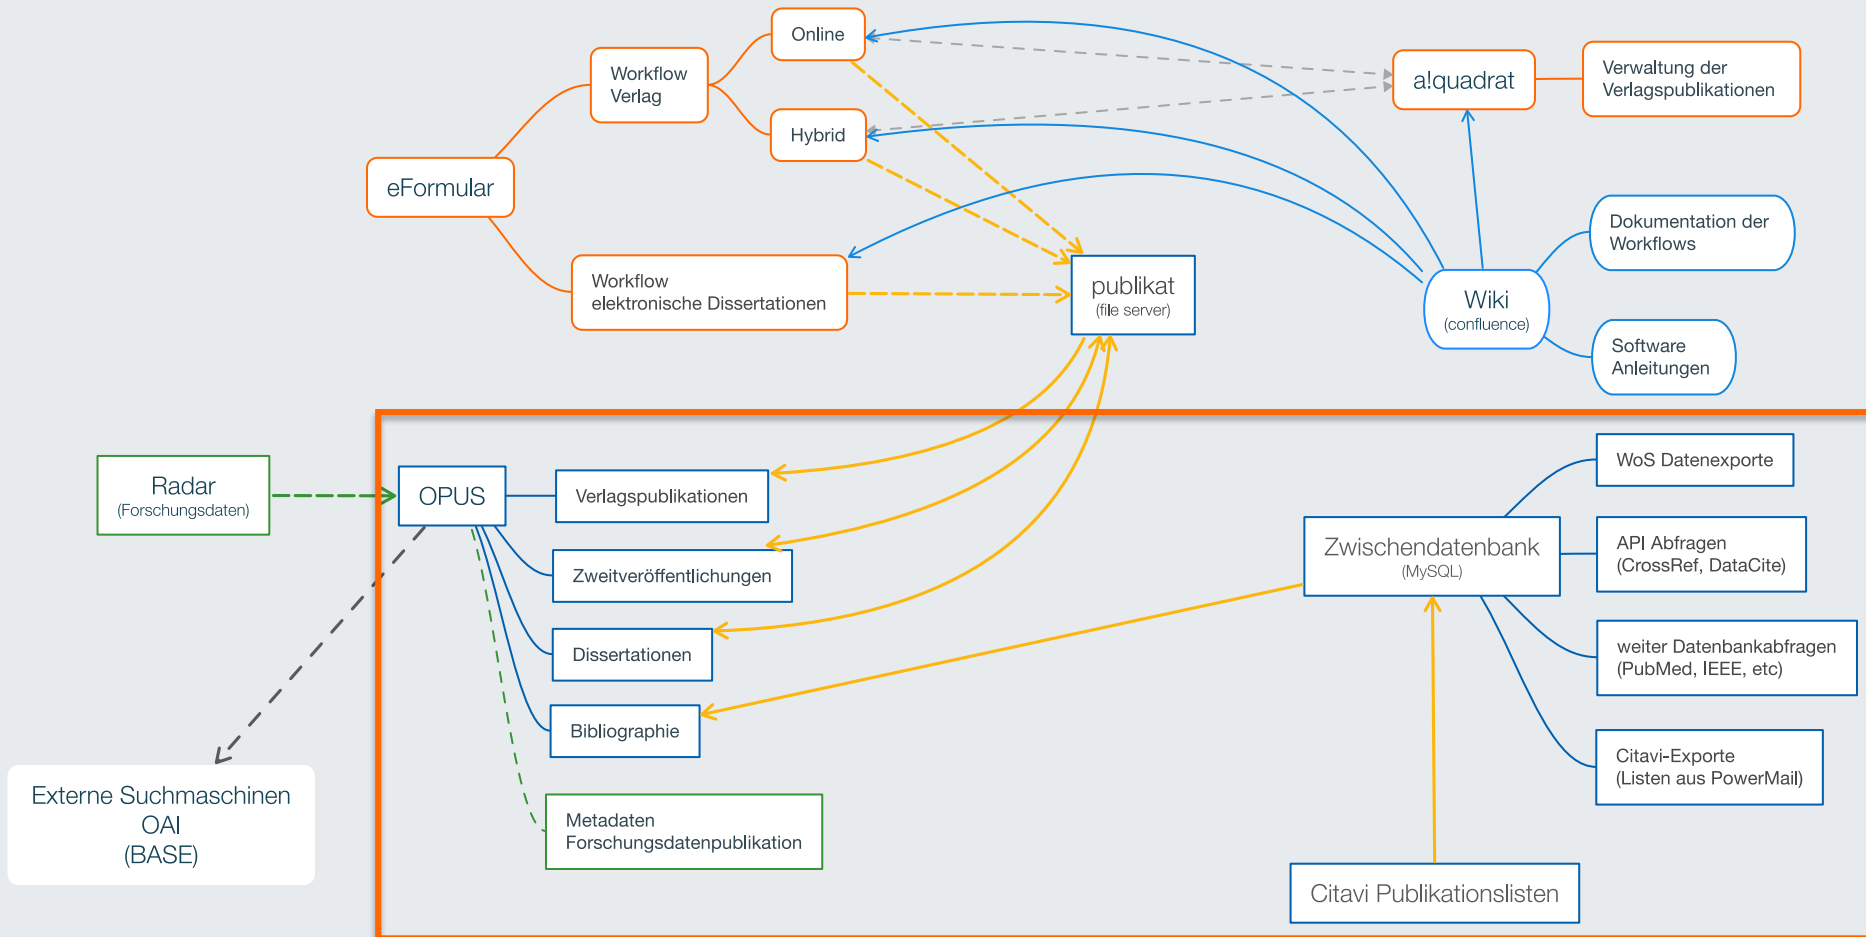 Online
Workflow
Verlag
a!quadrat
Verwaltung der
Verlagspublikationen
Hybrid
eFormular
Dokumentation der
Workflows
Workflow
elektronische Dissertationen
publikat
(file server)
Wiki
(confluence)
Software
Anleitungen
Radar
(Forschungsdaten)
OPUS
Verlagspublikationen
WoS Datenexporte
Zwischendatenbank
(MySQL)
API Abfragen
(CrossRef, DataCite)
Zweitveröffentlichungen
Dissertationen
weiter Datenbankabfragen
(PubMed, IEEE, etc)
Bibliographie
Citavi-Exporte
(Listen aus PowerMail)
Externe Suchmaschinen
OAI
(BASE)
Metadaten
Forschungsdatenpublikation
Citavi Publikationslisten